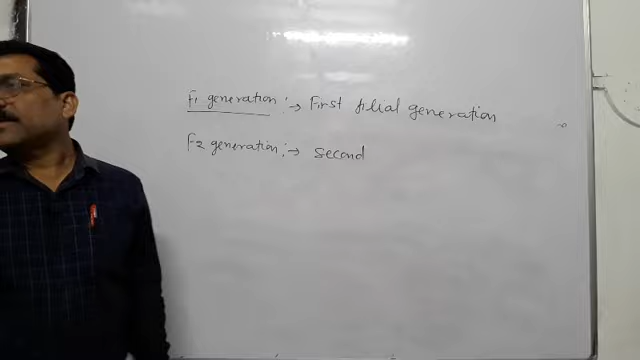 F1 generation :→ First filial generation
F2 generation :→ Second